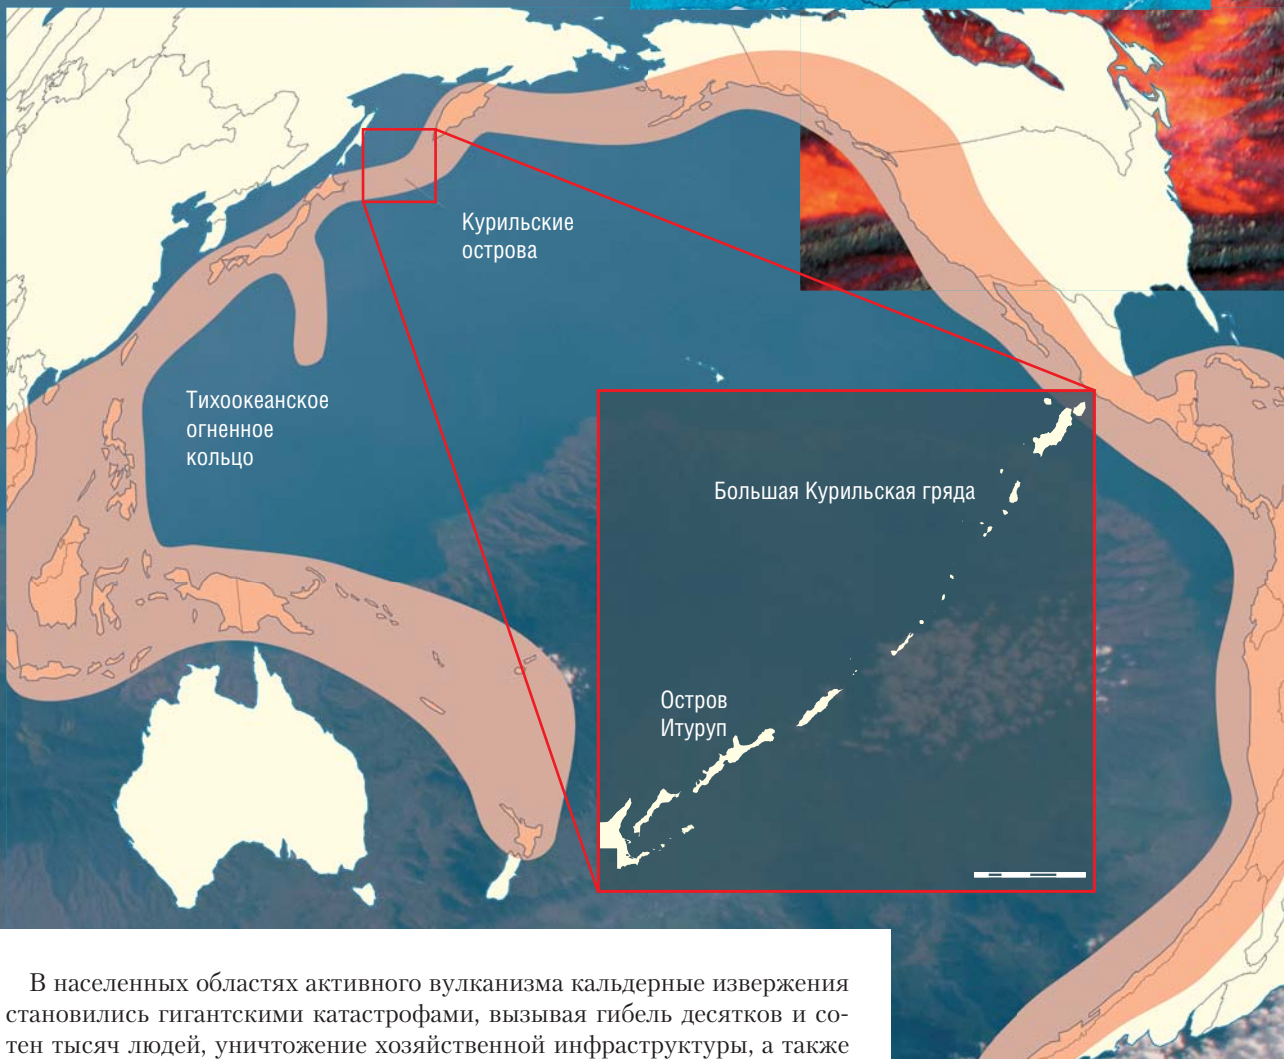 Курильские
острова
Тихоокеанское
огненное
кольцо
Большая Курильская гряда
Остров
Итуруп
В населенных областях активного вулканизма кальдерные извержения
становились гигантскими катастрофами, вызывая гибель десятков и со-
тен тысяч людей, уничтожение хозяйственной инфраструктуры, а также